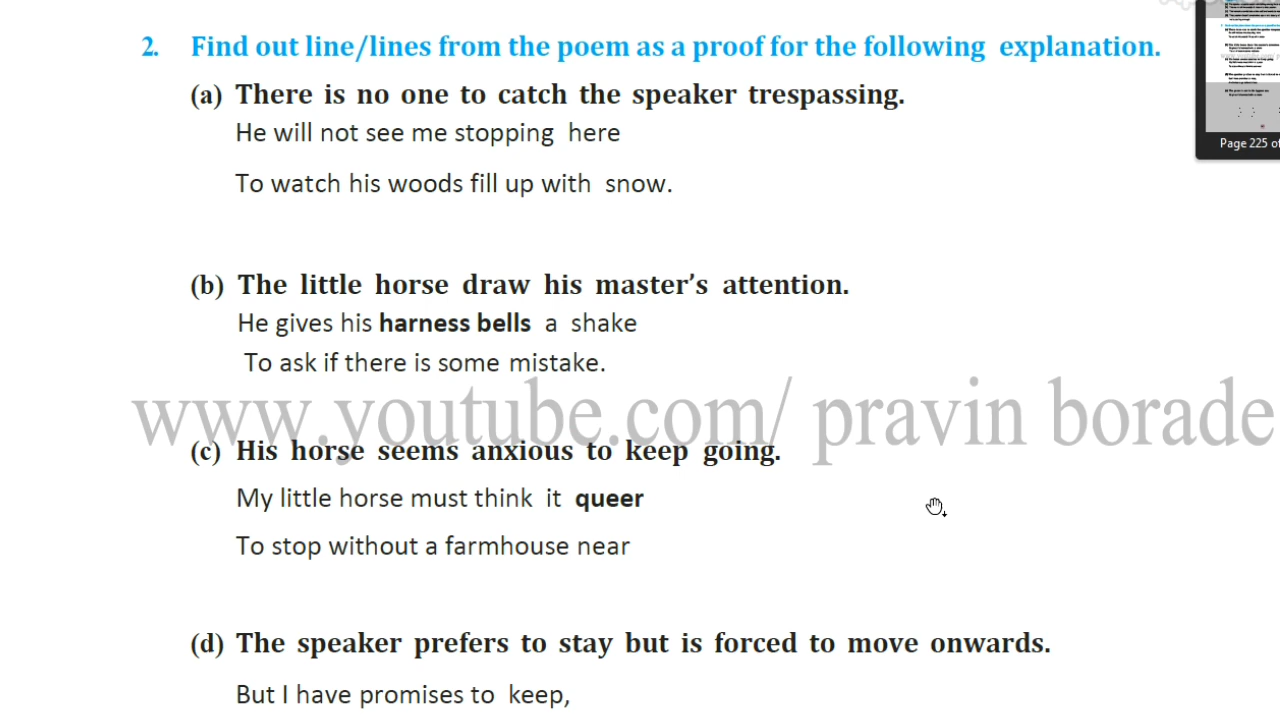 2. Find out line/lines from the poem as a proof for the following explanation.
(a) There is no one to catch the speaker trespassing.
He will not see me stopping here
To watch his woods fill up with snow.
(b) The little horse draw his master's attention.
He gives his harness bells a shake
To ask if there is some mistake.
www.youtube.com/ pravin borade
(c) His horse seems anxious to keep going.
My little horse must think it queer
To stop without a farmhouse near
(d) The speaker prefers to stay but is forced to move onwards.
But I have promises to keep,
Page 225 of